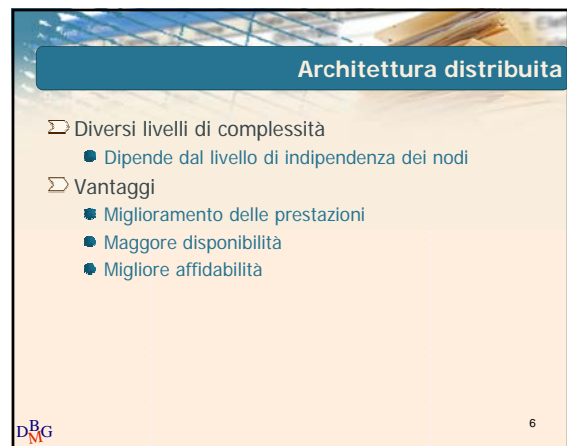 Architettura distribuita
Diversi livelli di complessità
Dipende dal livello di indipendenza dei nodi
Vantaggi
Miglioramento delle prestazioni
Maggore disponibilità
Migliore affidabilità
DBMG
6